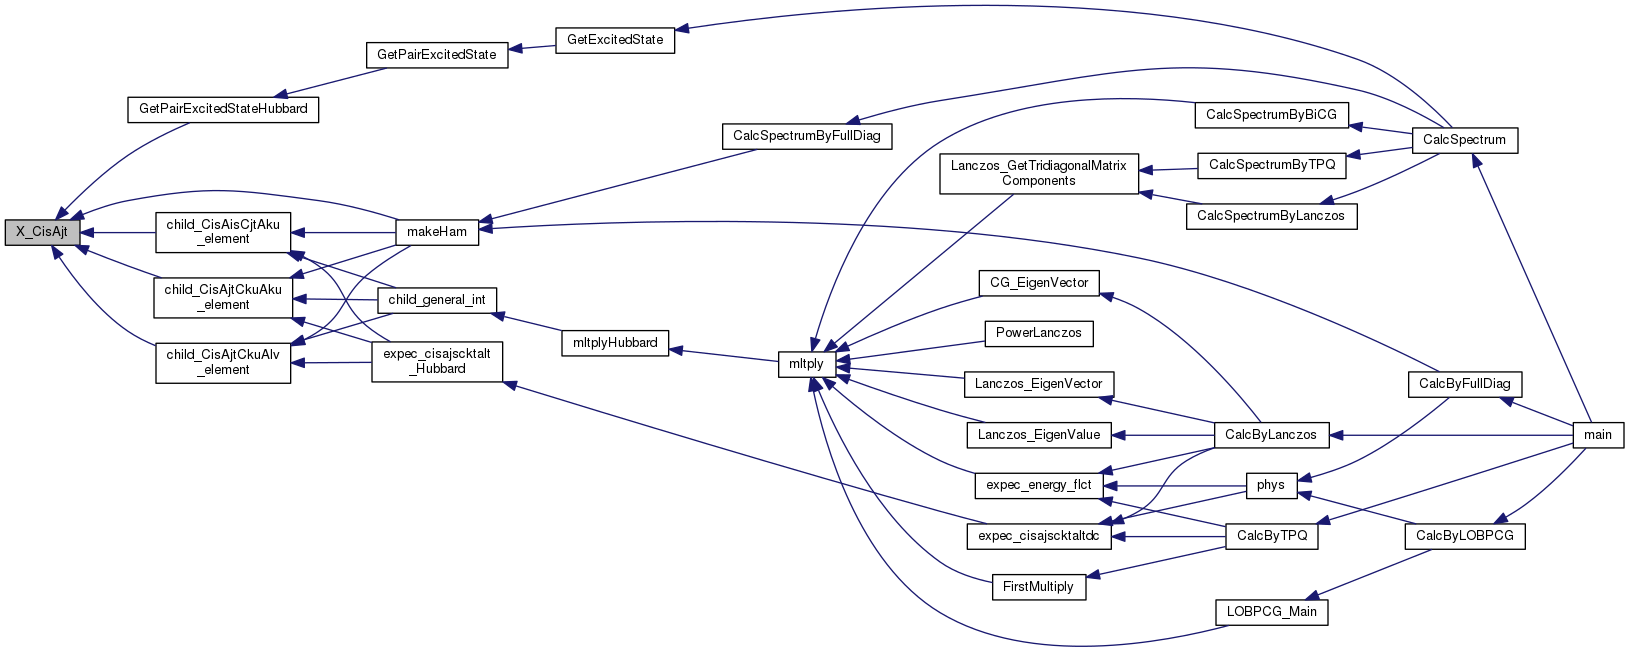 GetExcitedState
GetPairExcitedState
GetPairExcitedStateHubbard
CalcSpectrumByFullDiag
CalcSpectrumByBiCG
CalcSpectrum
Lanczos_GetTridiagonalMatrix
Components
CalcSpectrumByTPQ
CalcSpectrumByLanczos
X_CisAjt
child_CisAisCjtAku
_element
makeHam
child_CisAjtCkuAku
_element
child_general_int
CG_EigenVector
PowerLanczos
mltplyHubbard
child_CisAjtCkuAlv
_element
expec_cisajscktalt
_Hubbard
mltply
Lanczos_EigenVector
CalcByFullDiag
Lanczos_EigenValue
CalcByLanczos
main
expec_energy_flct
phys
expec_cisajscktaltdc
CalcByTPQ
CalcByLOBPCG
FirstMultiply
LOBPCG_Main